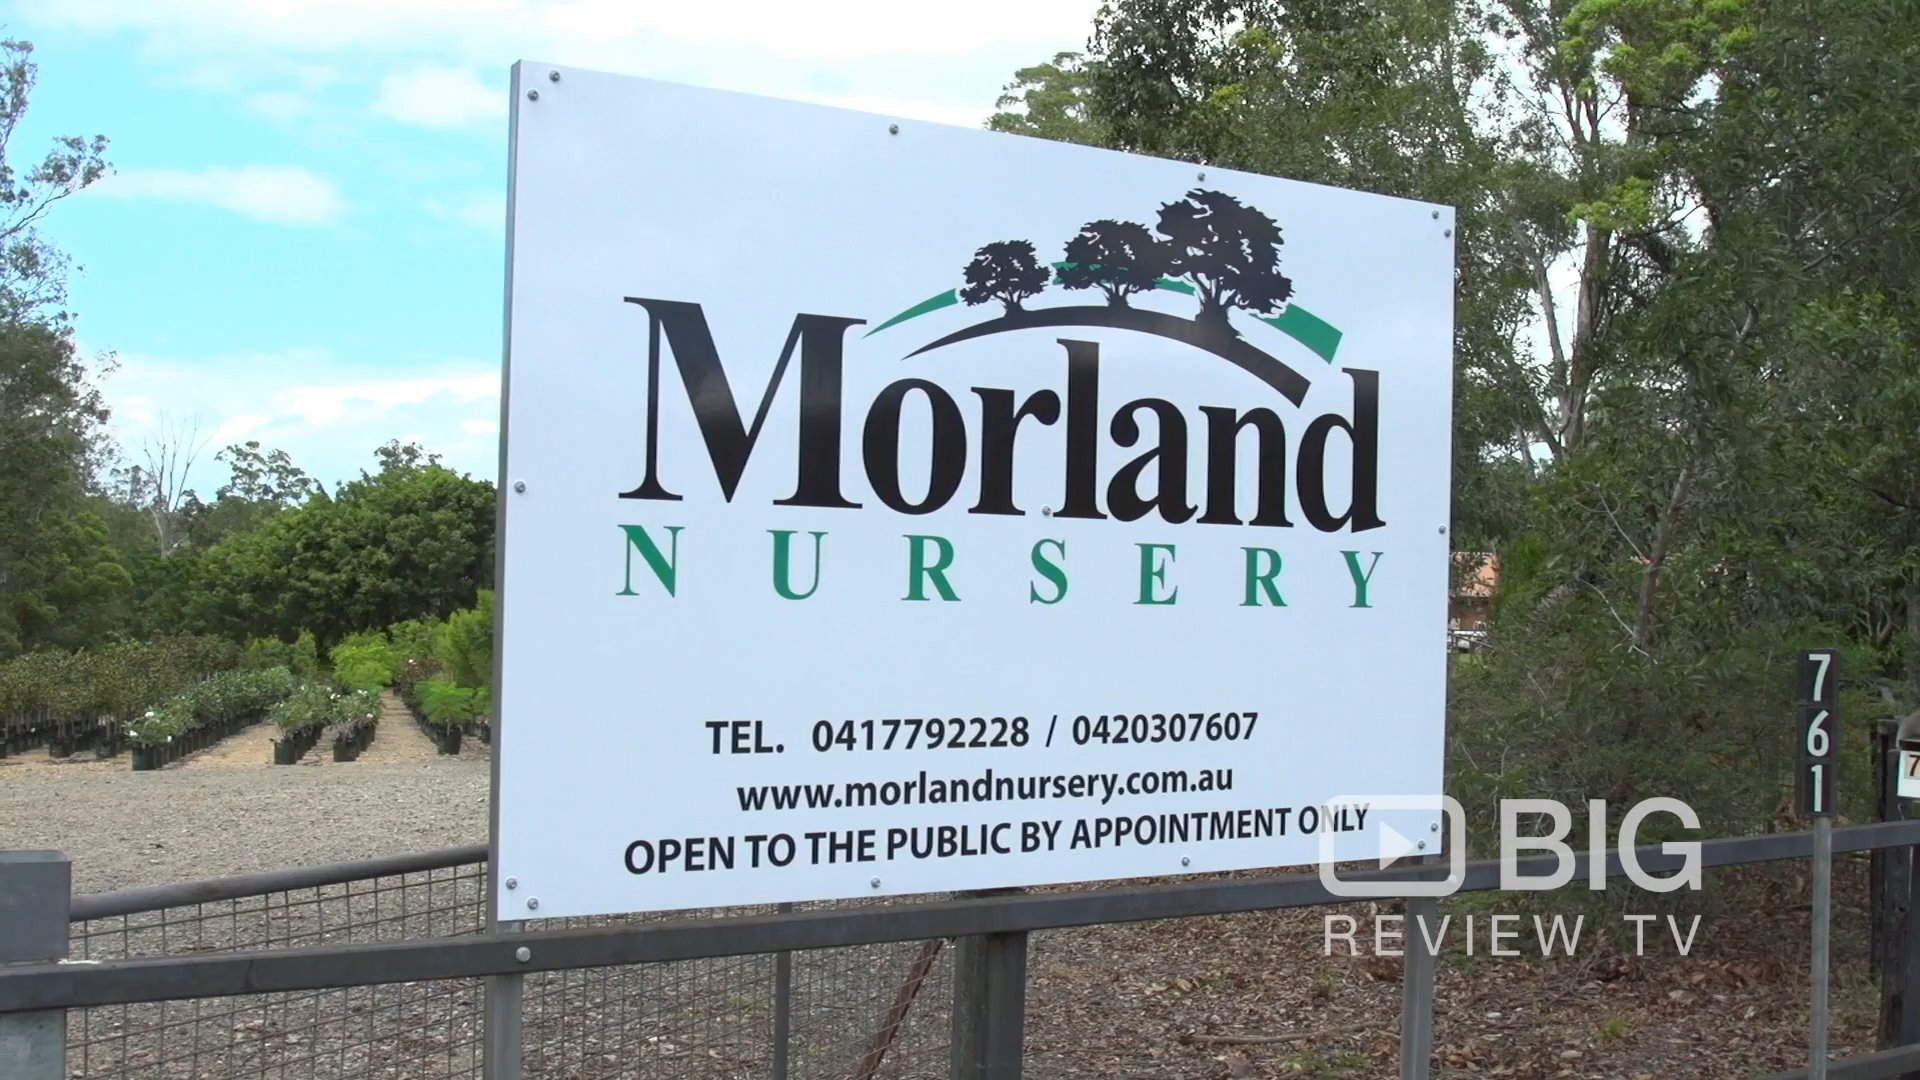 Morland
NURSERY
TEL. 0417792228 / 0420307607
www.morlandnursery.com.au
OPEN TO THE PUBLIC BY APPOINTMENT ONLY
761
7
BIG
REVIEW TV